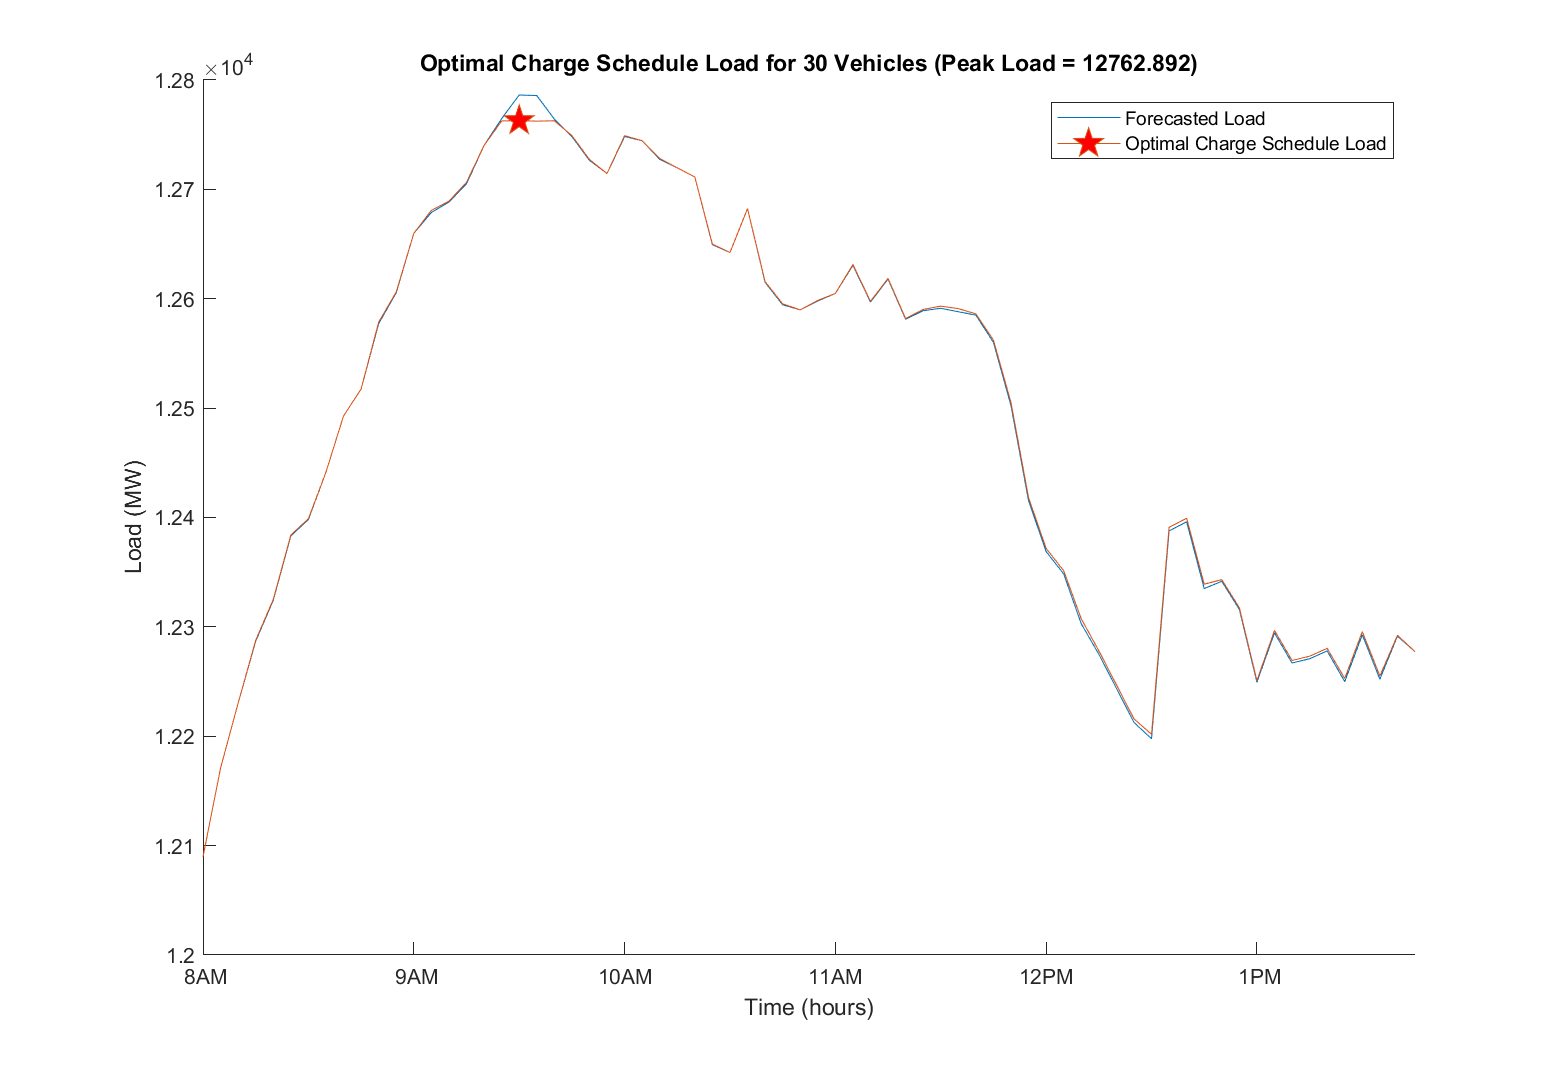 Optimal Charge Schedule Load for 30 Vehicles (Peak Load = 12762.892)
×10⁴
1.28
1.27
1.26
1.25
1.24
1.23
1.22
1.21
1.2
Load (MW)
Forecasted Load
Optimal Charge Schedule Load
8AM 9AM 10AM 11AM 12PM 1PM
Time (hours)